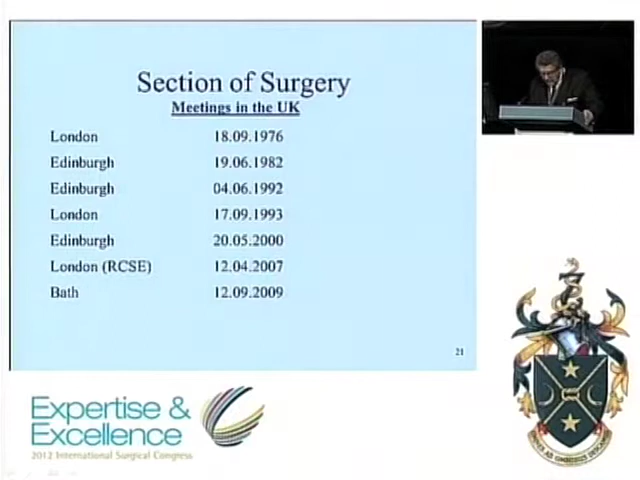 Section of Surgery
Meetings in the UK
London 18.09.1976
Edinburgh 19.06.1982
Edinburgh 04.06.1992
London 17.09.1993
Edinburgh 20.05.2000
London (RCSE) 12.04.2007
Bath 12.09.2009
21
Expertise &
Excellence
2012 International Surgical Congress